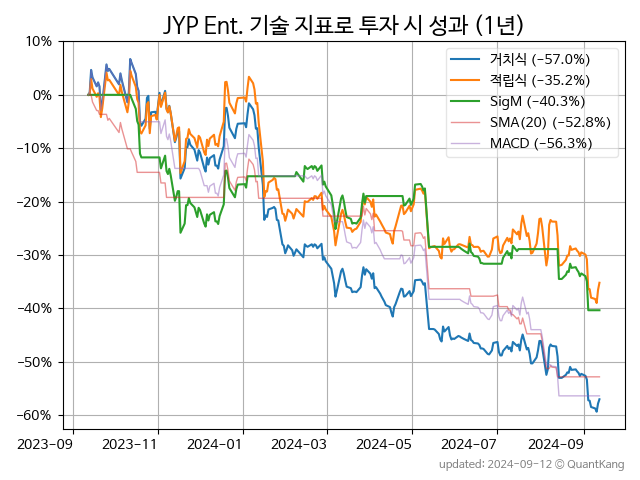 JYP Ent. 기술 지표로 투자 시 성과 (1년)
거치식 (−57.0%)
적립식 (−35.2%)
SigM (−40.3%)
SMA(20) (−52.8%)
MACD (−56.3%)
10%
0%
−10%
−20%
−30%
−40%
−50%
−60%
2023-09 2023-11 2024-01 2024-03 2024-05 2024-07 2024-09
updated: 2024-09-12 © QuantKang